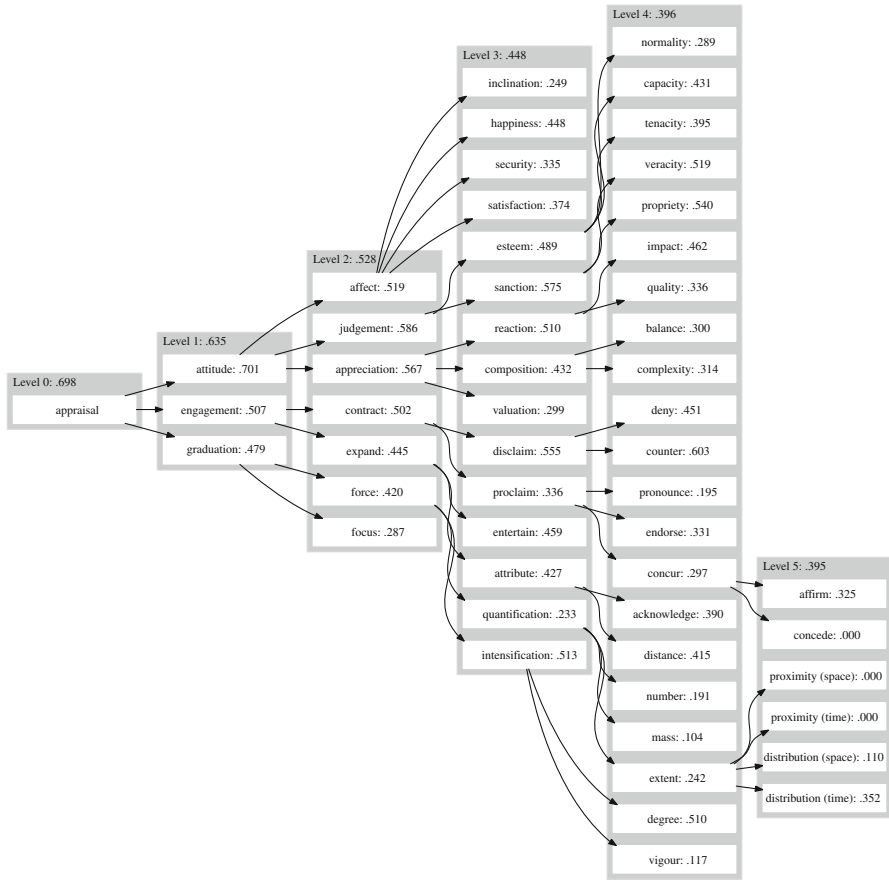 Level 0: .698
appraisal
Level 1: .635
attitude: .701
engagement: .507
graduation: .479
Level 2: .528
affect: .519
judgement: .586
appreciation: .567
contract: .502
expand: .445
force: .420
focus: .287
Level 3: .448
inclination: .249
happiness: .448
security: .335
satisfaction: .374
esteem: .489
sanction: .575
reaction: .510
composition: .432
valuation: .299
disclaim: .555
proclaim: .336
entertain: .459
attribute: .427
quantification: .233
intensification: .513
Level 4: .396
normality: .289
capacity: .431
tenacity: .395
veracity: .519
propriety: .540
impact: .462
quality: .336
balance: .300
complexity: .314
deny: .451
counter: .603
pronounce: .195
endorse: .331
concur: .297
acknowledge: .390
distance: .415
number: .191
mass: .104
extent: .242
degree: .510
vigour: .117
Level 5: .395
affirm: .325
concede: .000
proximity (space): .000
proximity (time): .000
distribution (space): .110
distribution (time): .352